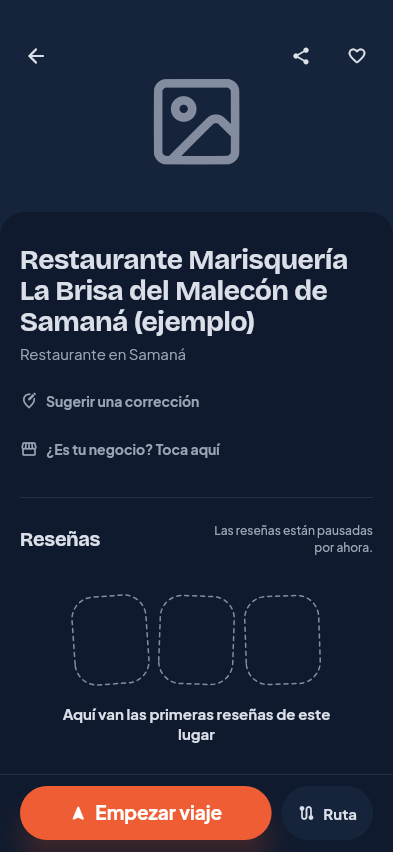 Restaurante Marisquería
La Brisa del Malecón de
Samaná (ejemplo)
Restaurante en Samaná
Sugerir una corrección
¿Es tu negocio? Toca aquí
Reseñas
Las reseñas están pausadas
por ahora.
Aquí van las primeras reseñas de este
lugar
Empezar viaje
Ruta